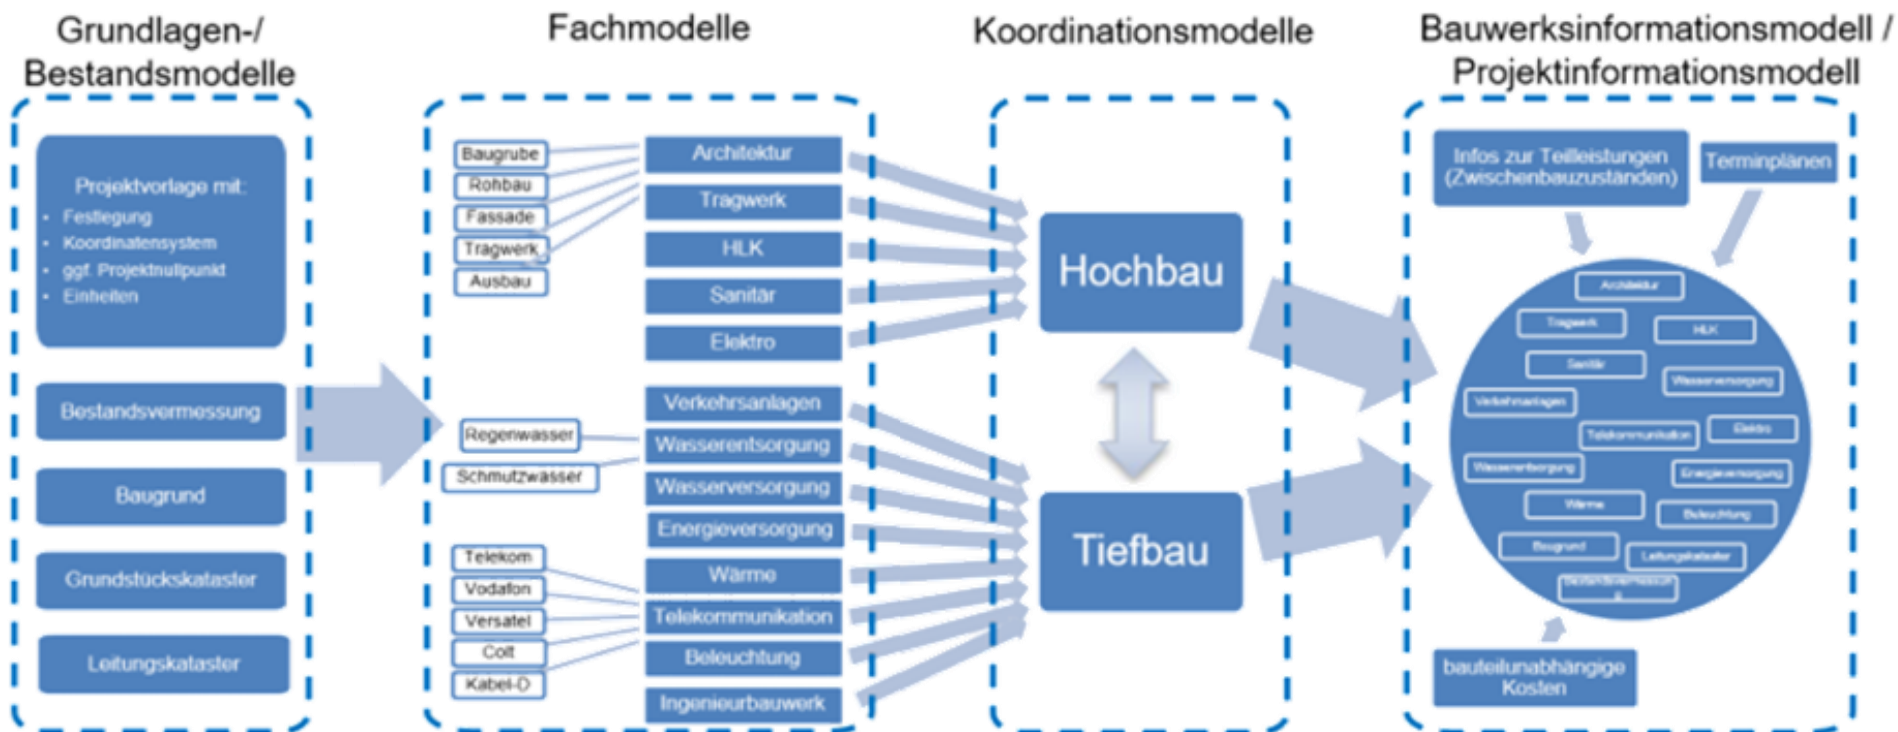 Grundlagen-/
Bestandsmodelle
Projektvorlage mit:
• Festlegung
• Koordinatensystem
• ggf. Projektnullpunkt
• Einheiten
Bestandsvermessung
Baugrund
Grundstückskataster
Leitungskataster
Fachmodelle
Baugrube
Rohbau
Fassade
Tragwerk
Ausbau
Architektur
Tragwerk
HLK
Sanitär
Elektro
Regenwasser
Schmutzwasser
Telekom
Vodafon
Versatel
Colt
Kabel-D
Verkehrsanlagen
Wasserentsorgung
Wasserversorgung
Energieversorgung
Wärme
Telekommunikation
Beleuchtung
Ingenieurbauwerk
Koordinationsmodelle
Hochbau
Tiefbau
Bauwerksinformationsmodell /
Projektinformationsmodell
Infos zur Teilleistungen
(Zwischenbauzuständen)
Terminplänen
Architektur
Tragwerk
HLK
Sanitär
Wasserversorgung
Verkehrsanlagen
Telekommunikation
Elektro
Wasserentsorgung
Energieversorgung
Wärme
Beleuchtung
Baugrund
Leitungskataster
Bestandsvermessun
g
bauteilunabhängige
Kosten